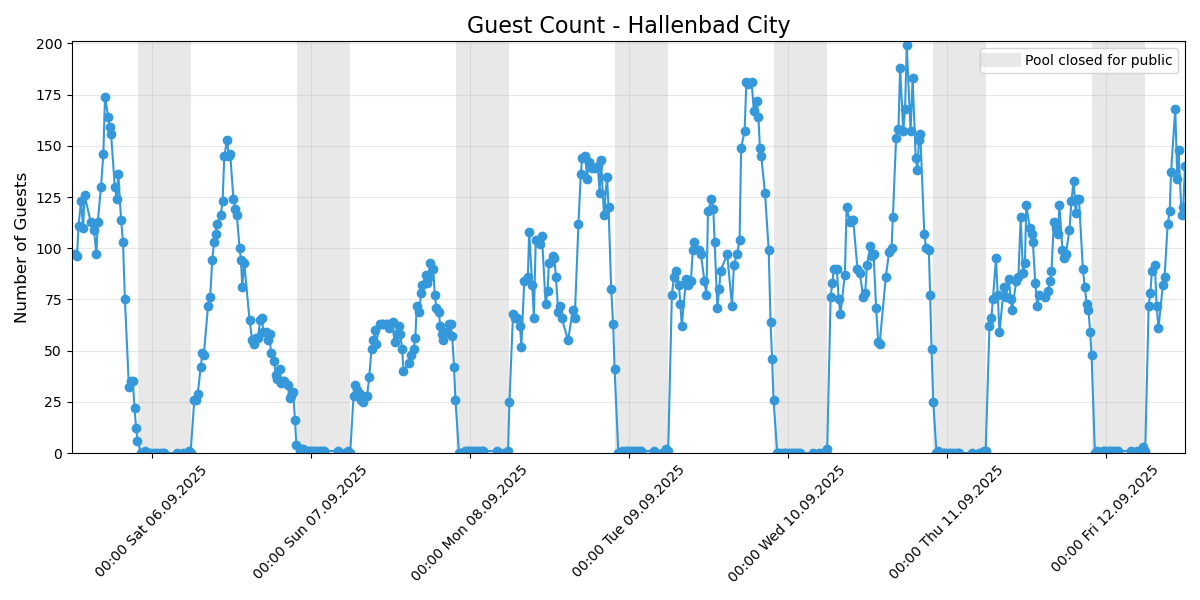 Guest Count - Hallenbad City
Pool closed for public
Number of Guests
200
175
150
125
100
75
50
25
0
00:00 Sat 06.09.2025
00:00 Sun 07.09.2025
00:00 Mon 08.09.2025
00:00 Tue 09.09.2025
00:00 Wed 10.09.2025
00:00 Thu 11.09.2025
00:00 Fri 12.09.2025